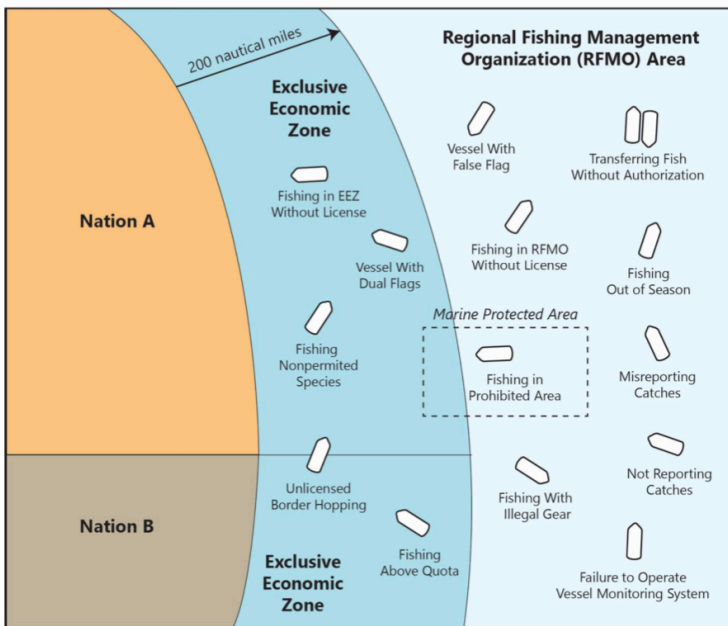 200 nautical miles
Regional Fishing Management
Organization (RFMO) Area
Exclusive
Economic
Zone
Vessel With
False Flag
Transferring Fish
Without Authorization
Fishing in EEZ
Without License
Nation A
Vessel With
Dual Flags
Fishing in RFMO
Without License
Fishing
Out of Season
Marine Protected Area
Fishing
Nonpermited
Species
Fishing in
Prohibited Area
Misreporting
Catches
Unlicensed
Border Hopping
Fishing With
Illegal Gear
Not Reporting
Catches
Nation B
Fishing
Above Quota
Exclusive
Economic
Zone
Failure to Operate
Vessel Monitoring System